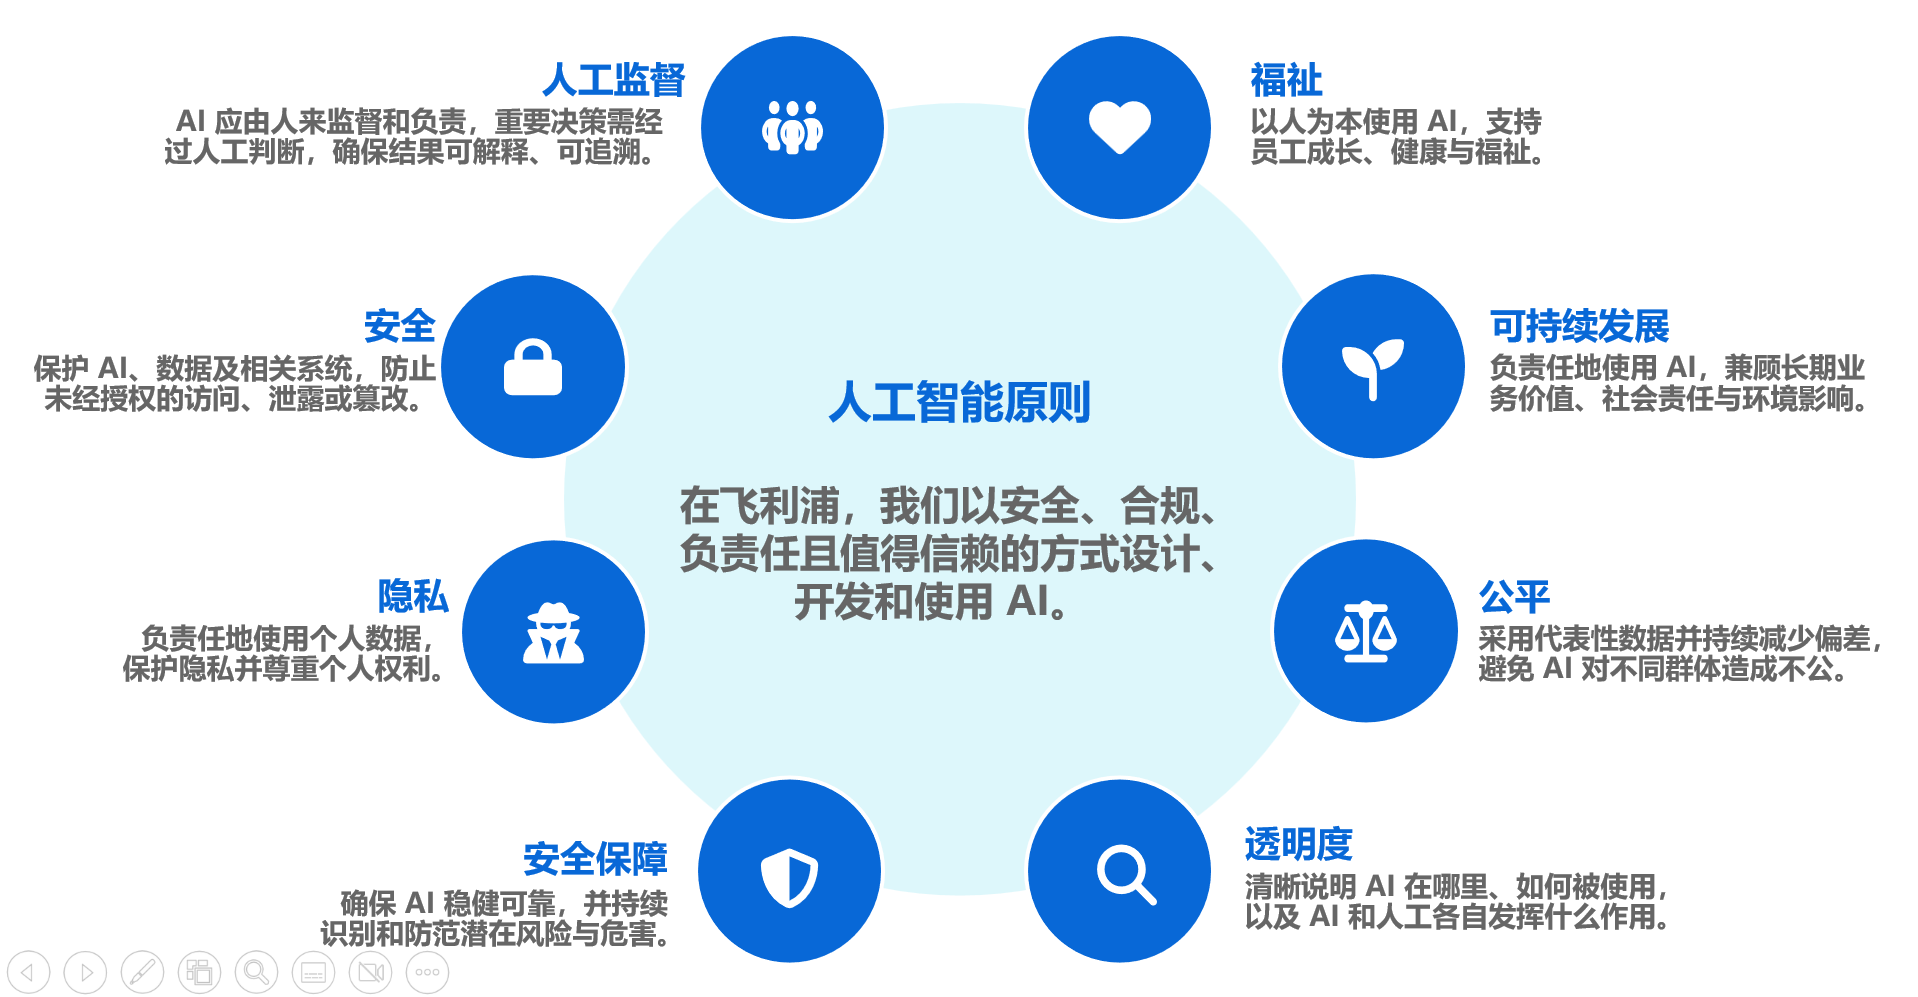 人工监督
AI 应由人来监督和负责，重要决策需经
过人工判断，确保结果可解释、可追溯。
福祉
以人为本使用 AI，支持
员工成长、健康与福祉。
安全
保护 AI、数据及相关系统，防止
未经授权的访问、泄露或篡改。
可持续发展
负责任地使用 AI，兼顾长期业
务价值、社会责任与环境影响。
人工智能原则
在飞利浦，我们以安全、合规、
负责任且值得信赖的方式设计、
开发和使用 AI。
隐私
负责任地使用个人数据，
保护隐私并尊重个人权利。
公平
采用代表性数据并持续减少偏差，
避免 AI 对不同群体造成不公。
安全保障
确保 AI 稳健可靠，并持续
识别和防范潜在风险与危害。
透明度
清晰说明 AI 在哪里、如何被使用，
以及 AI 和人工各自发挥什么作用。